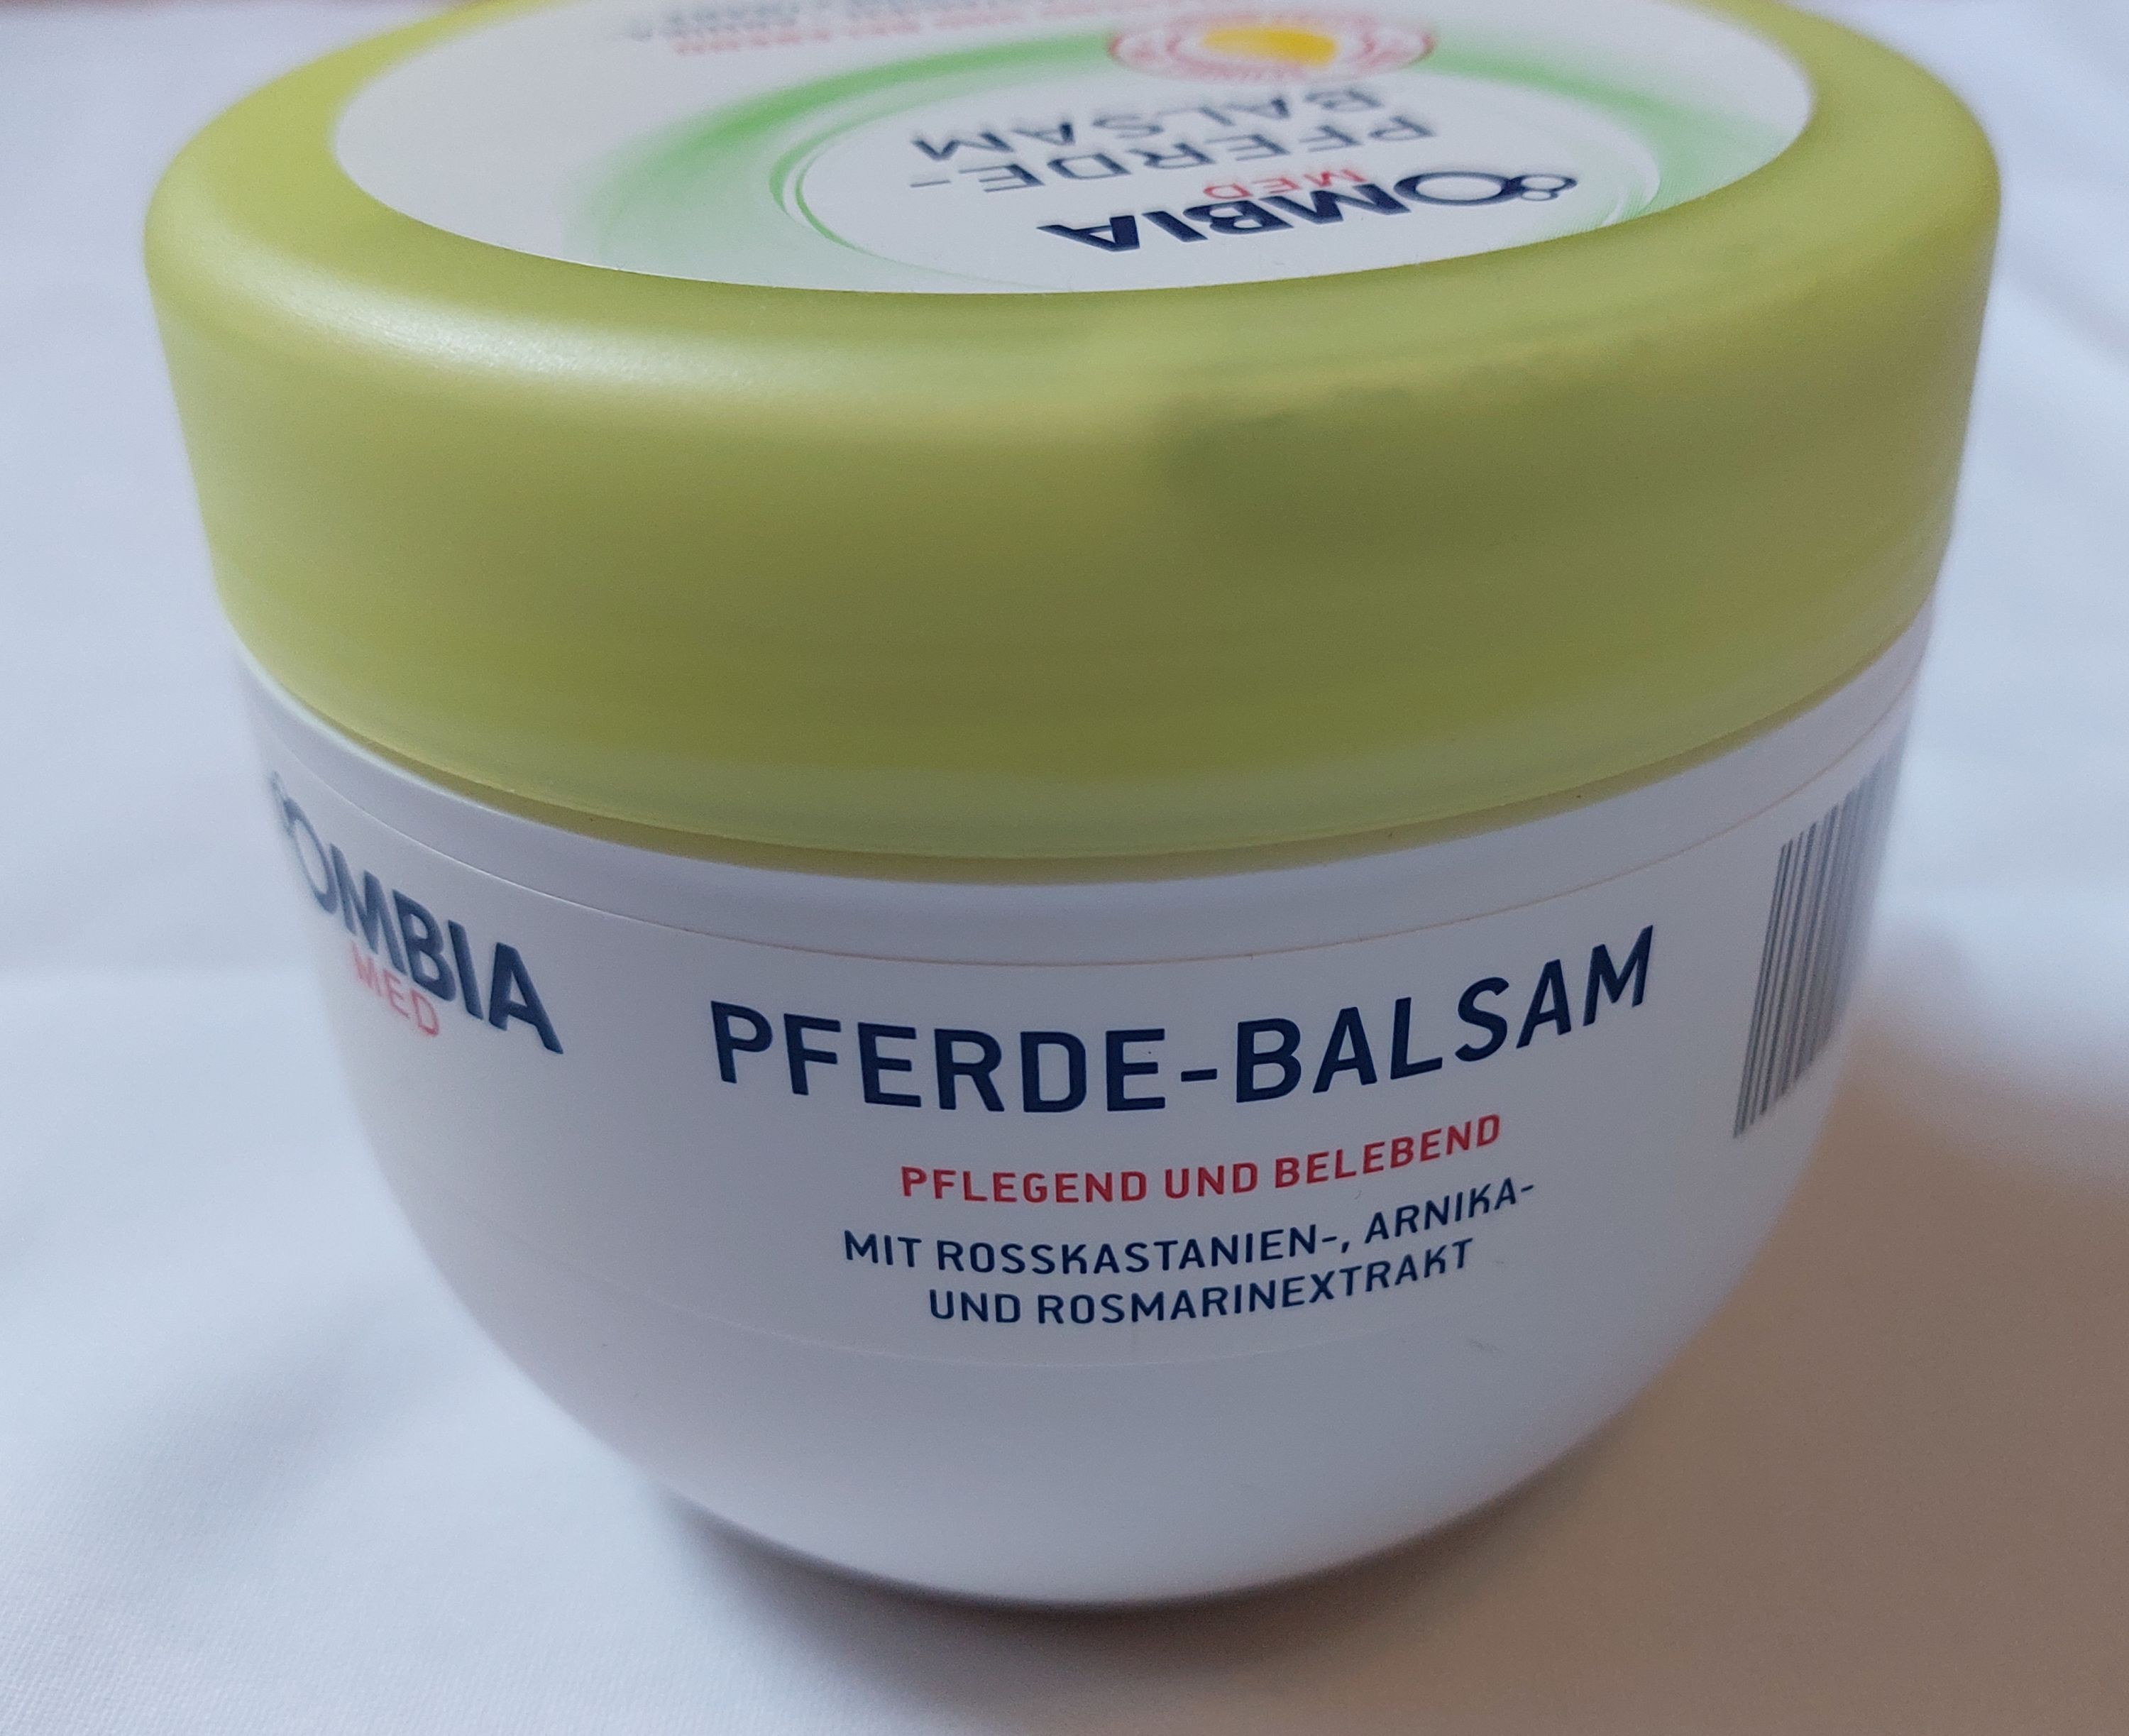 OMBIA
MED
PFERDE-
BALSAM
OMBIA
MED
PFERDE-BALSAM
PFLEGEND UND BELEBEND
MIT ROSSKASTANIEN-, ARNIKA-
UND ROSMARINEXTRAKT